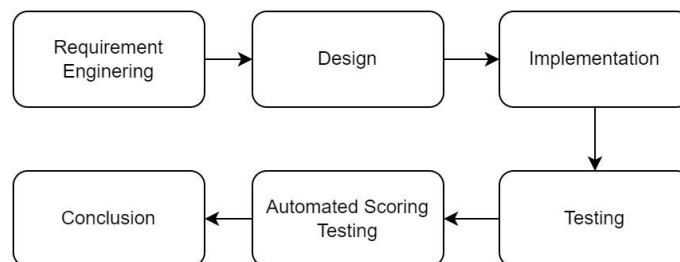 Requirement
Enginering
Design
Implementation
Conclusion
Automated Scoring
Testing
Testing